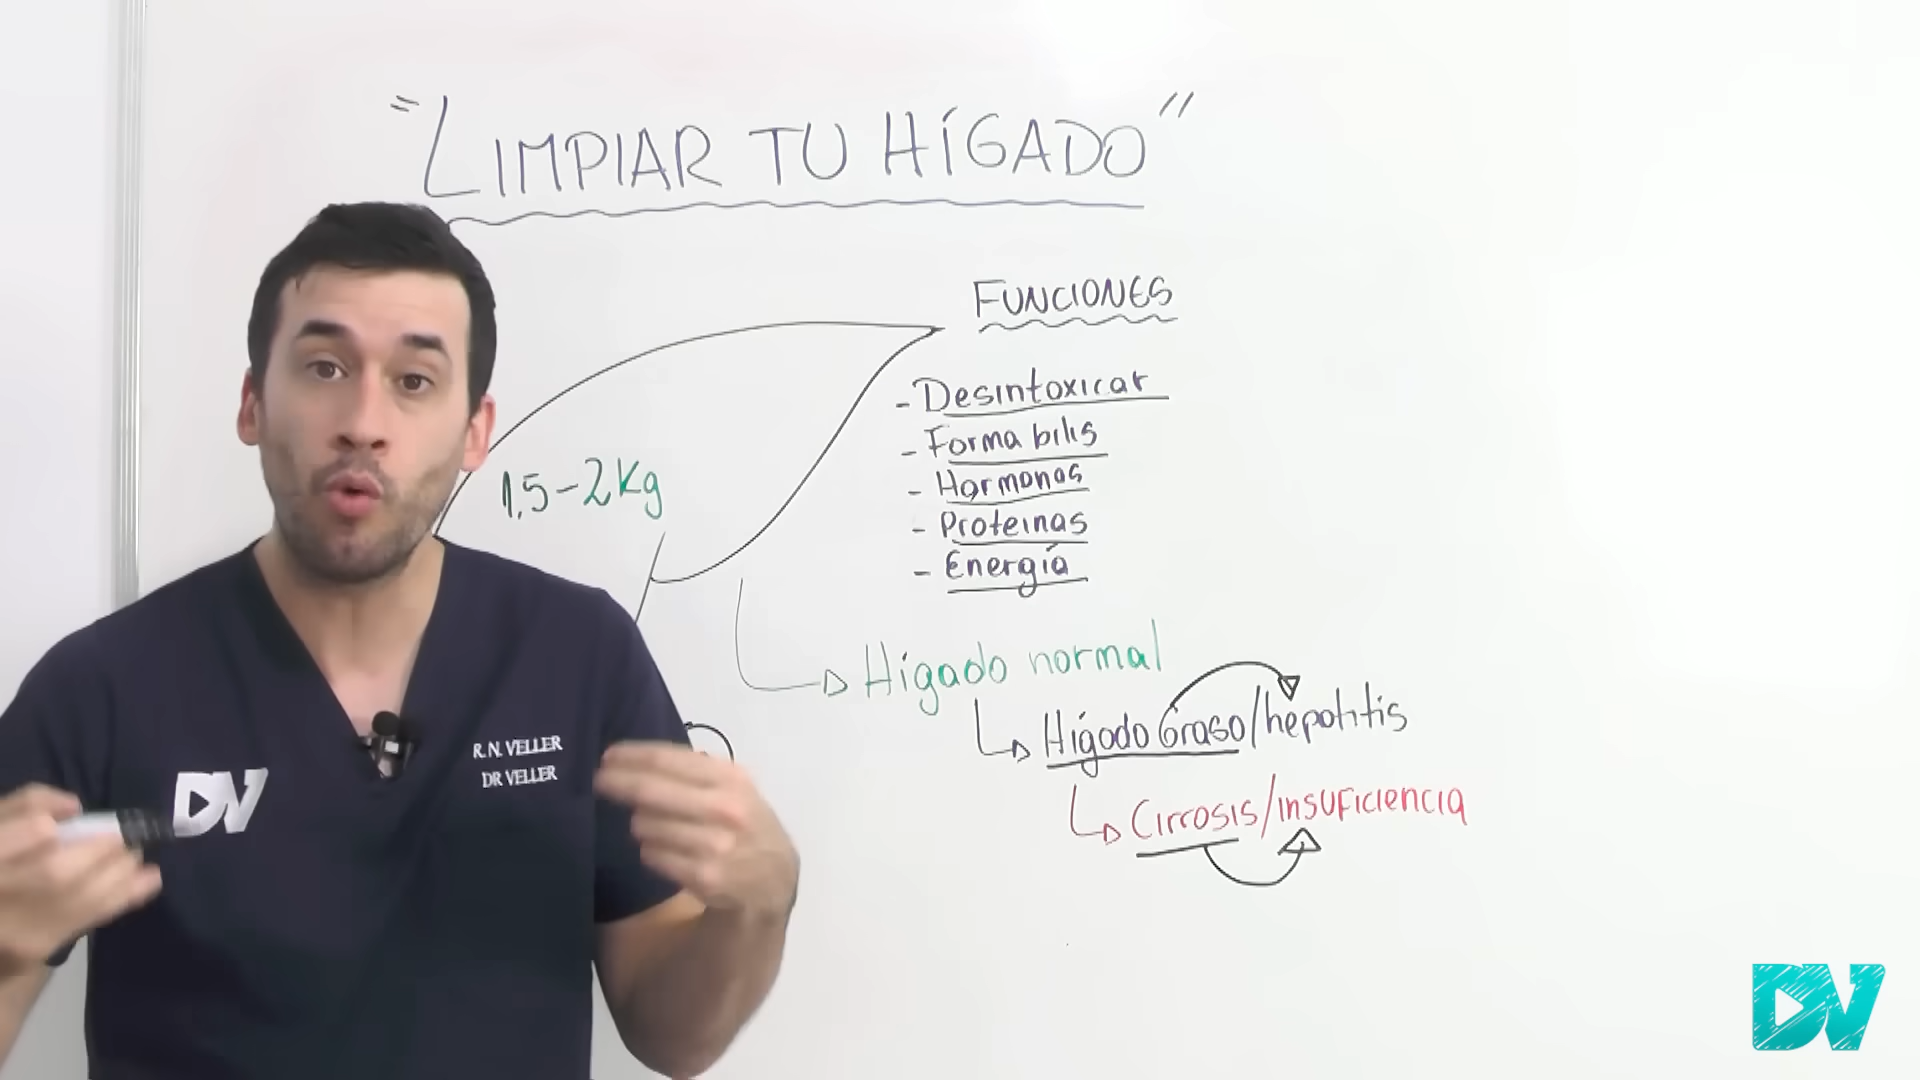 "LIMPIAR TU HÍGADO"
FUNCIONES
- Desintoxicar
- Forma bilis
- Hormonas
- Proteinas
- Energía
1,5-2Kg
Hígado normal
Hígado Graso/hepatitis
Cirrosis/insuficiencia
R.N. VELLER
DR VELLER
DV
DV